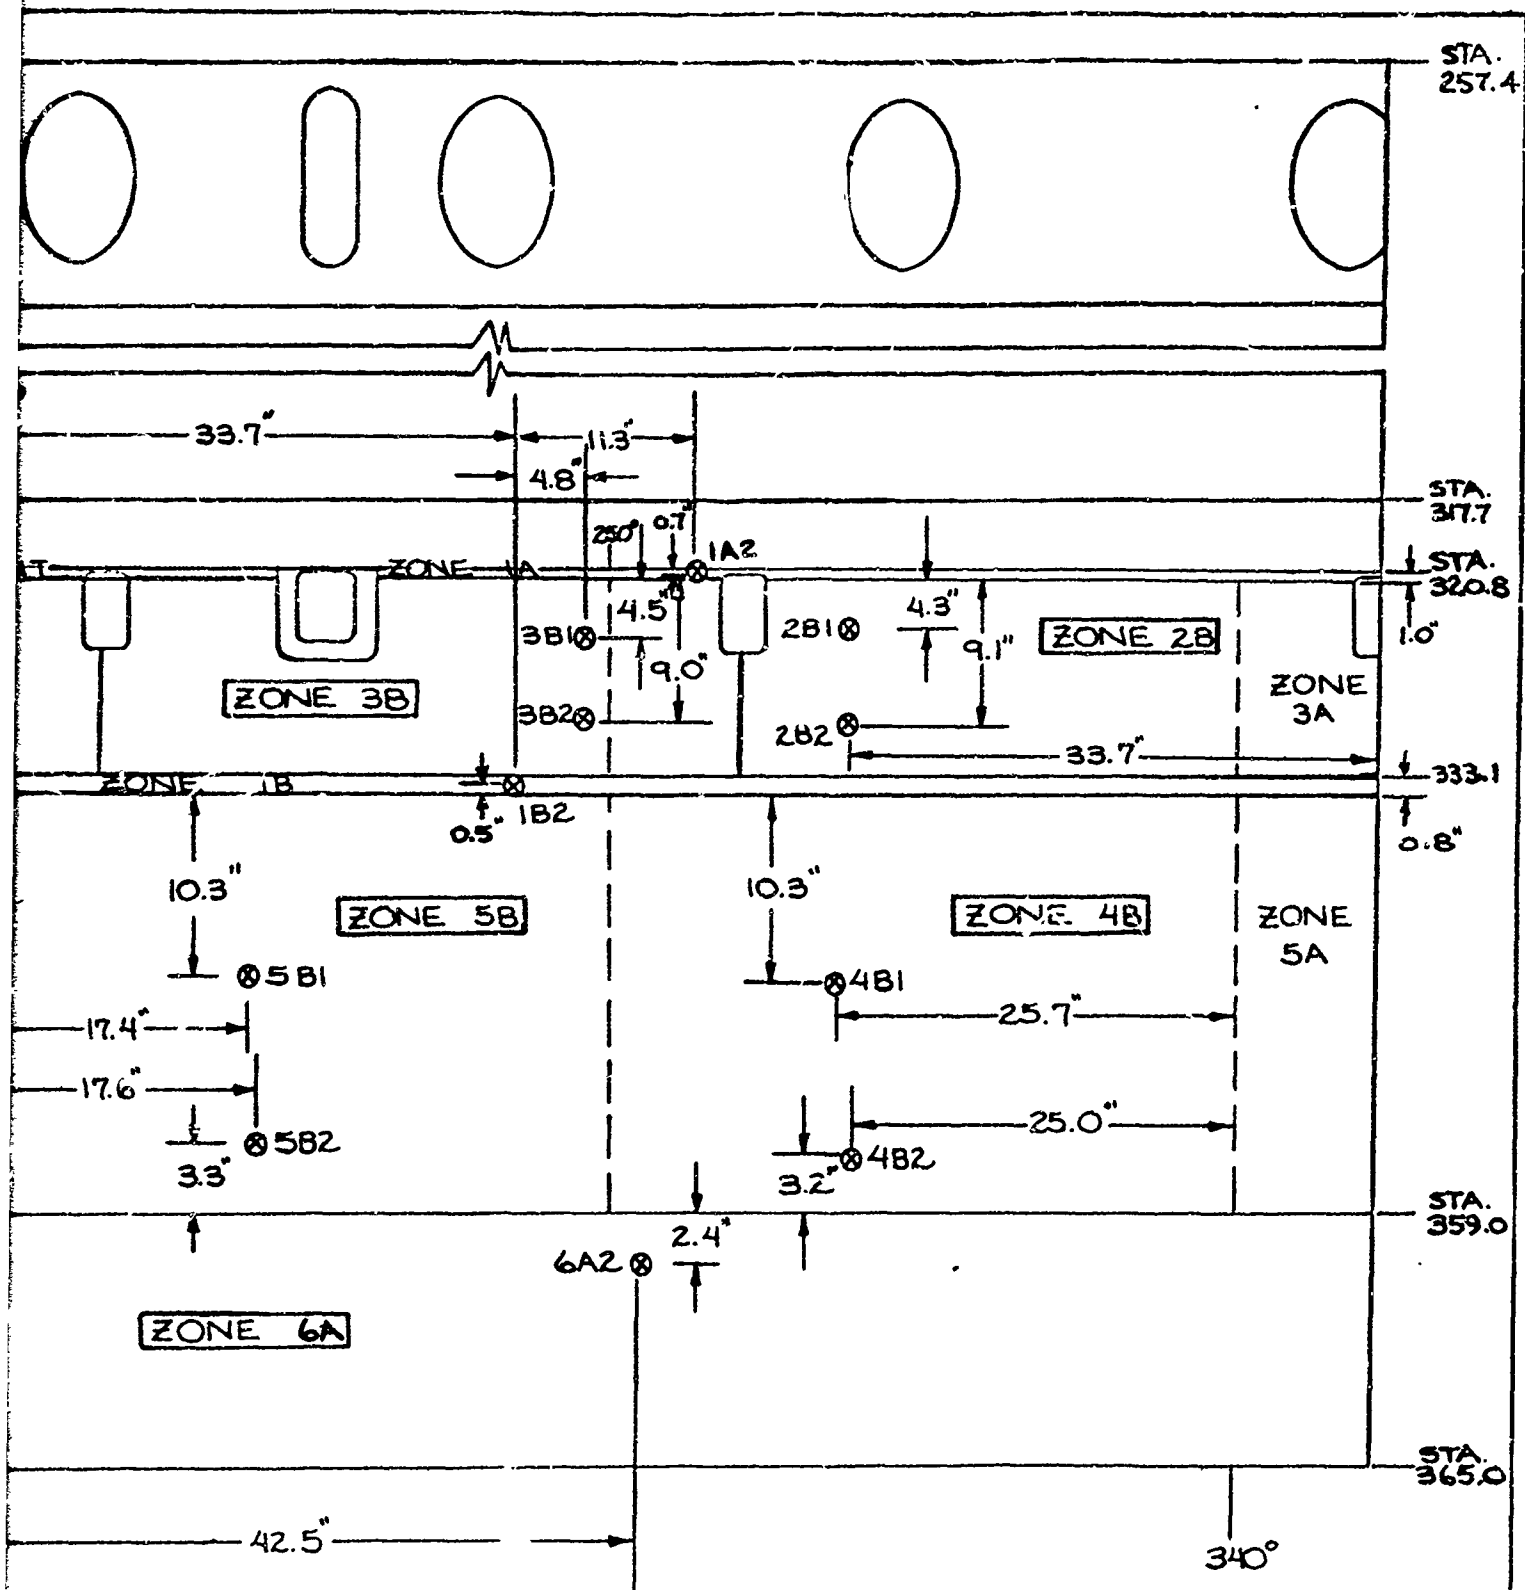 STA.
257.4
33.7"
11.3"
4.8"
STA.
317.7
250°
0.7"
1A2
ZONE 1A
STA.
320.8
4.5"
4.3"
1.0"
3B1
2B1
ZONE 2B
9.1"
9.0"
ZONE 3B
ZONE
3A
3B2
2B2
33.7"
333.1
ZONE 1B
1B2
0.5"
0.8"
10.3"
10.3"
ZONE 5B
ZONE 4B
ZONE
5A
5B1
4B1
17.4"
25.7"
17.6"
25.0"
5B2
4B2
3.3"
3.2"
STA.
359.0
2.4"
6A2
ZONE 6A
STA.
365.0
42.5"
340°